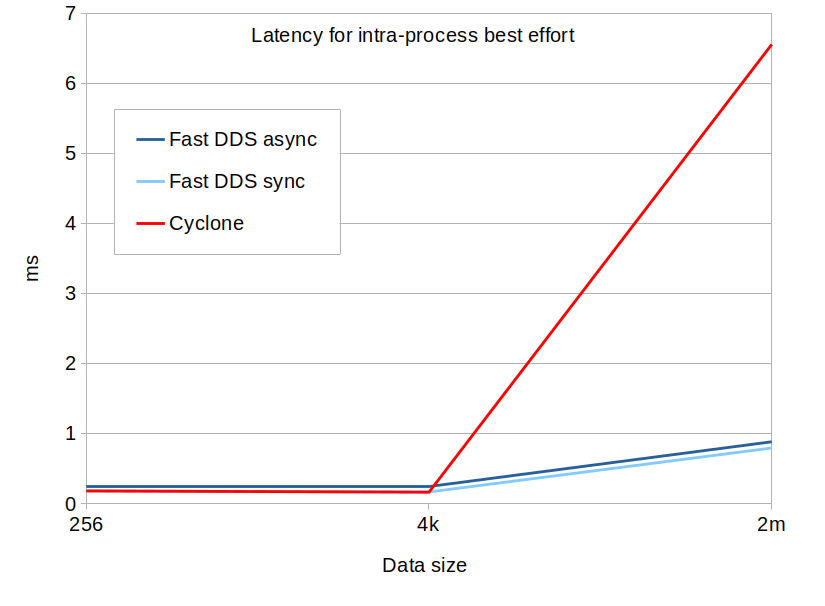 Latency for intra-process best effort
7
6
5
4
3
2
1
0
ms
Fast DDS async
Fast DDS sync
Cyclone
256 4k 2m
Data size